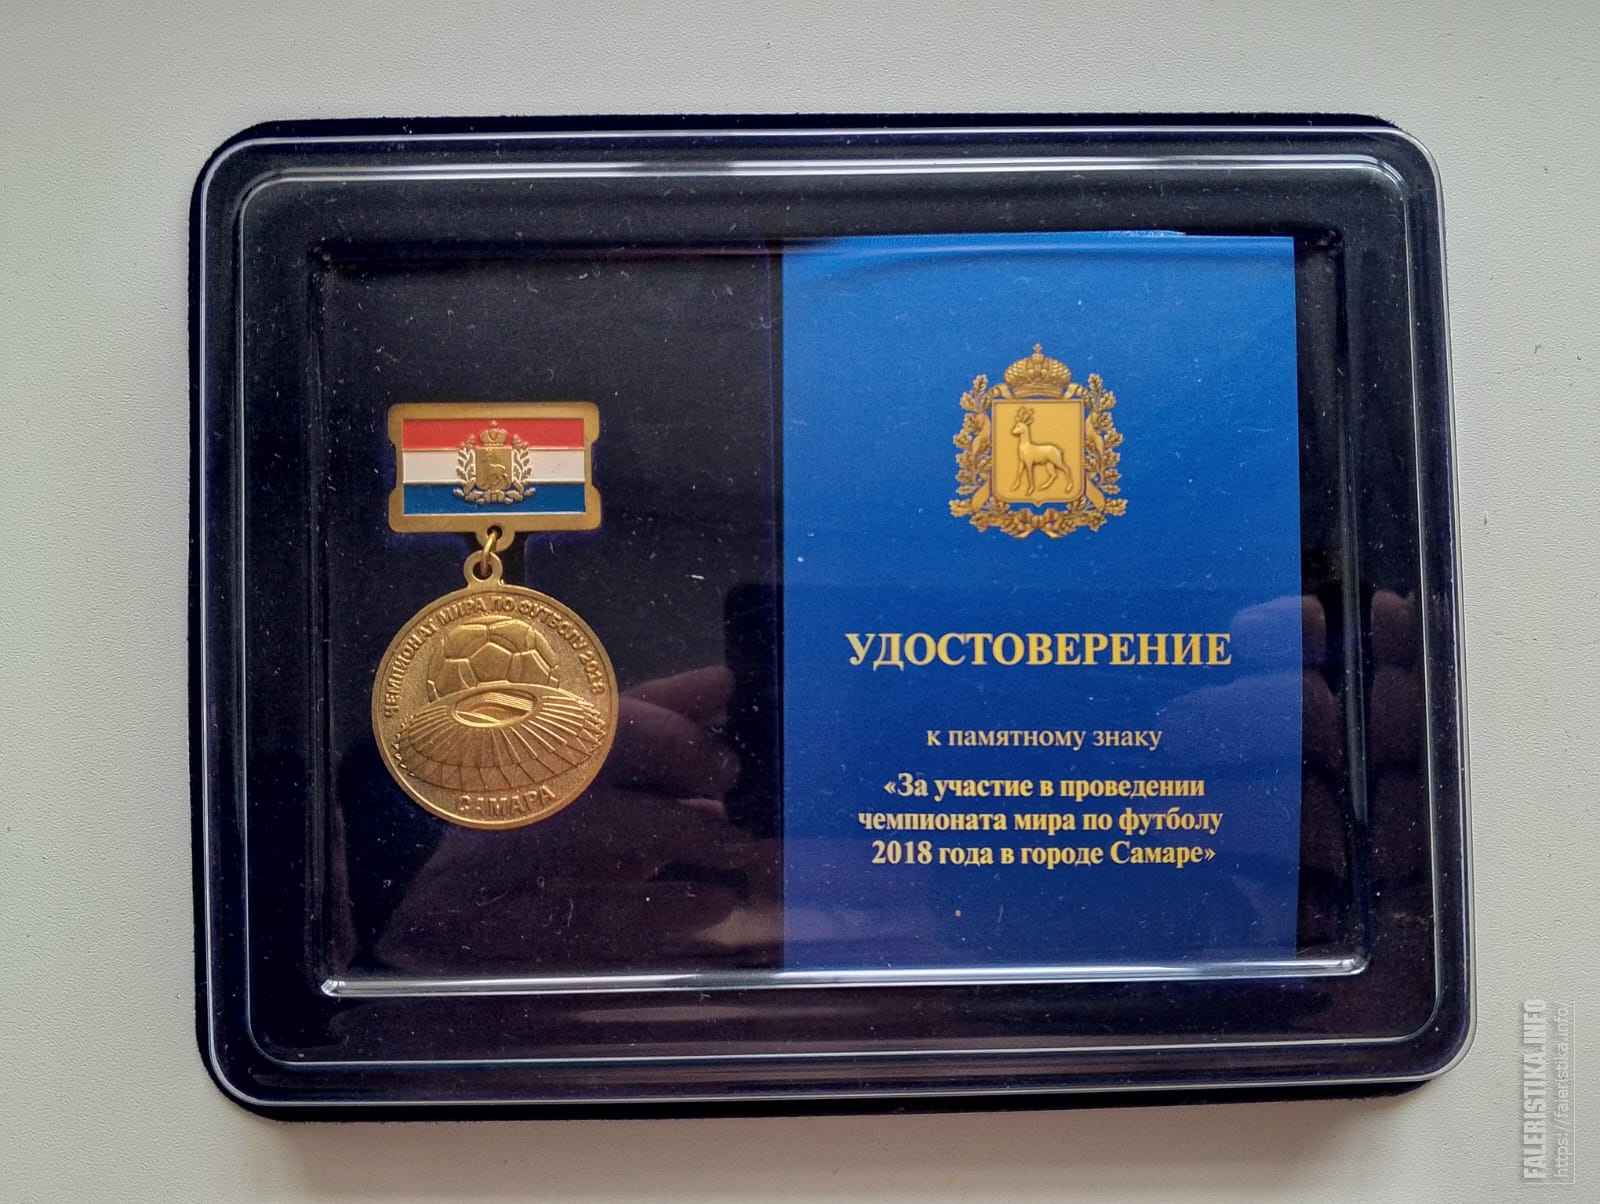 ЧЕМПИОНАТ МИРА ПО ФУТБОЛУ 2018
САМАРА
УДОСТОВЕРЕНИЕ
к памятному знаку
«За участие в проведении
чемпионата мира по футболу
2018 года в городе Самаре»
FALERISTIKA.INFO
https://faleristika.info/